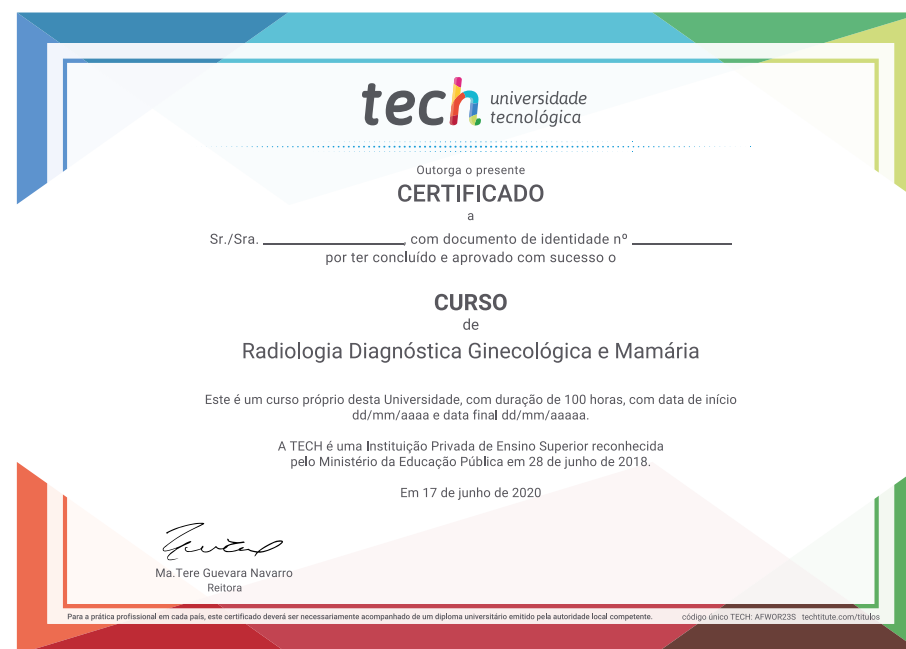 tech universidade
tecnológica
Outorga o presente
CERTIFICADO
a
Sr./Sra. ____________________, com documento de identidade nº ______________
por ter concluído e aprovado com sucesso o
CURSO
de
Radiologia Diagnóstica Ginecológica e Mamária
Este é um curso próprio desta Universidade, com duração de 100 horas, com data de início
dd/mm/aaaa e data final dd/mm/aaaaa.
A TECH é uma Instituição Privada de Ensino Superior reconhecida
pelo Ministério da Educação Pública em 28 de junho de 2018.
Em 17 de junho de 2020
Ma.Tere Guevara Navarro
Reitora
Para a prática profissional em cada país, este certificado deverá ser necessariamente acompanhado de um diploma universitário emitido pela autoridade local competente. código único TECH: AFWOR23S techtitute.com/titulos